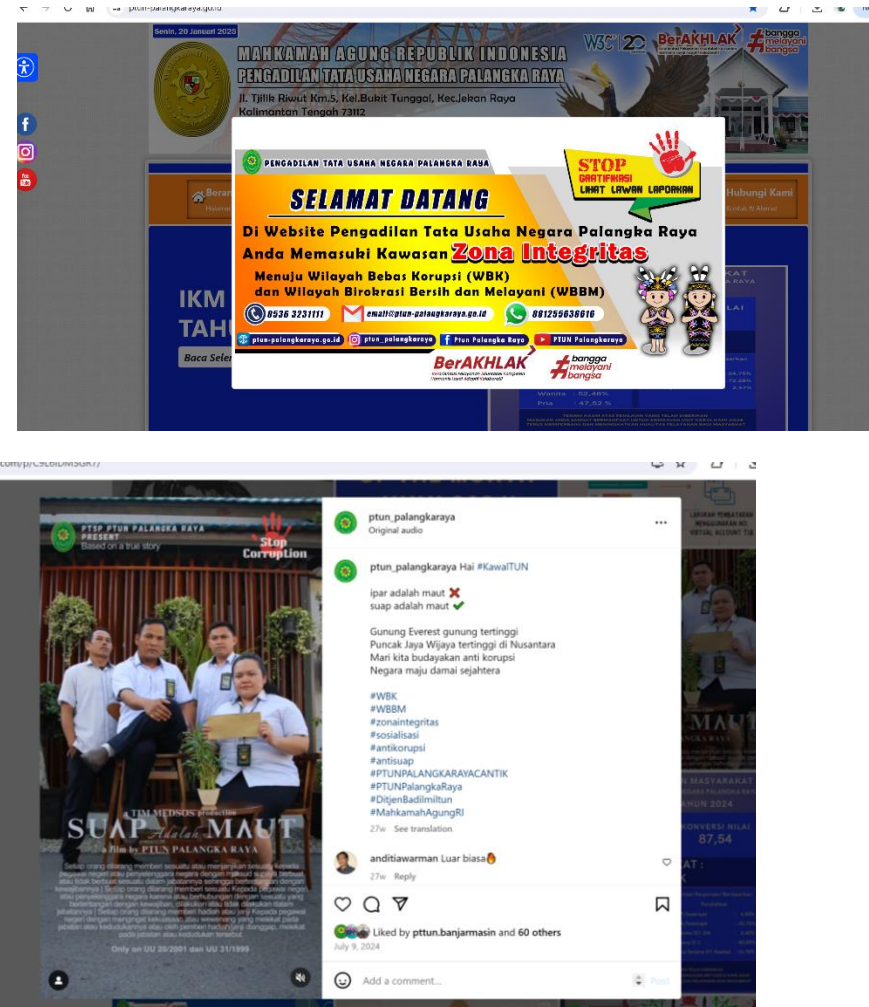 ptun-palangkaraya.go.id
Senin, 20 Januari 2025
MAHKAMAH AGUNG REPUBLIK INDONESIA
PENGADILAN TATA USAHA NEGARA PALANGKA RAYA
Jl. Tjilik Riwut Km.5, Kel.Bukit Tunggal, Kec.Jekan Raya
Kalimantan Tengah 73112
BerAKHLAK
#bangga
melayani
bangsa
Hubungi Kami
PENGADILAN TATA USAHA NEGARA PALANGKA RAYA
STOP
GRATIFIKASI
LIHAT LAWAN LAPORKAN
SELAMAT DATANG
Di Website Pengadilan Tata Usaha Negara Palangka Raya
Anda Memasuki Kawasan Zona Integritas
Menuju Wilayah Bebas Korupsi (WBK)
dan Wilayah Birokrasi Bersih dan Melayani (WBBM)
0536 3231111
081255638616
ptun-palangkaraya.go.id
ptun_palangkaraya
Ptun Palangka Raya
PTUN Palangkaraya
BerAKHLAK
#bangga
melayani
bangsa
IKM
TAHU
Baca Sele
Wanita : 52,48%
Pria : 47,52 %
PTSP PTUN PALANGKA RAYA
PRESENT
Based on a true story
Stop
Corruption
A TIM MEDSOS production
SUAP Adalah MAUT
a film by PTUN PALANGKA RAYA
Only on UU 20/2001 dan UU 31/1999
ptun_palangkaraya
Original audio
ptun_palangkaraya Hai #KawalTUN
ipar adalah maut ❌
suap adalah maut ✔
Gunung Everest gunung tertinggi
Puncak Jaya Wijaya tertinggi di Nusantara
Mari kita budayakan anti korupsi
Negara maju damai sejahtera
#WBK
#WBBM
#zonaintegritas
#sosialisasi
#antikorupsi
#antisuap
#PTUNPALANGKARAYACANTIK
#PTUNPalangkaRaya
#DitjenBadilmiltun
#MahkamahAgungRI
27w See translation
anditiawarman Luar biasa🔥
27w Reply
Liked by pttun.banjarmasin and 60 others
July 9, 2024
Add a comment...
Post
MAUT
KONVERSI NILAI
87,54